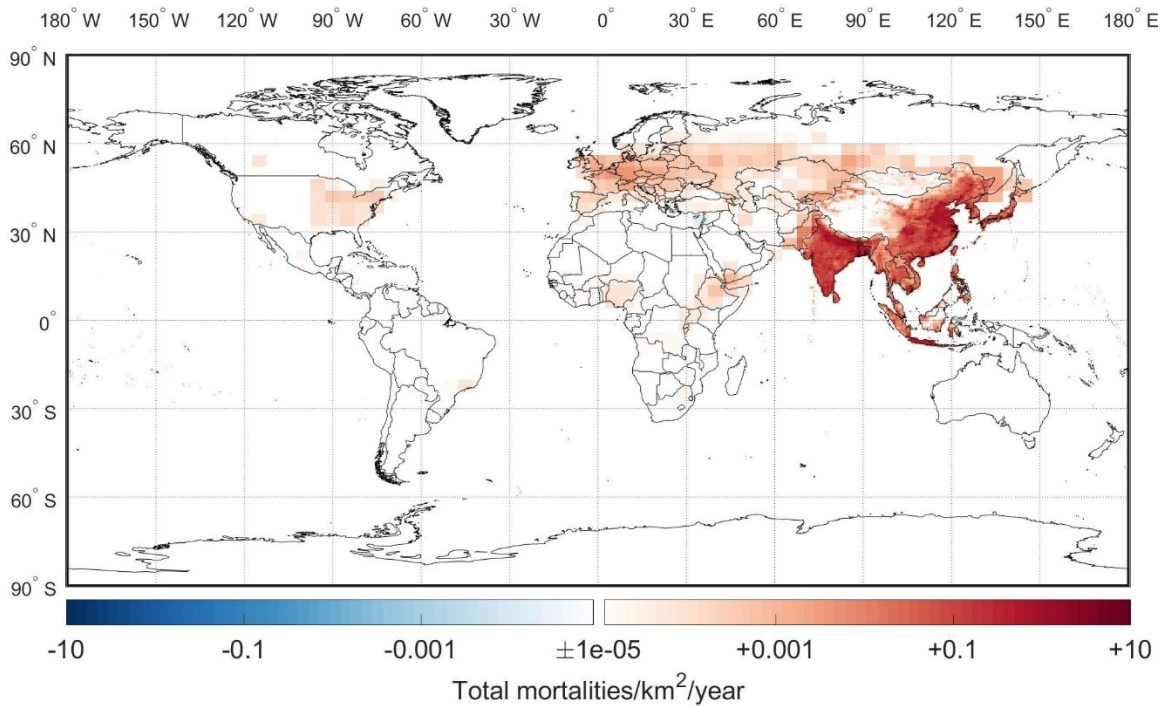 180° W 150° W 120° W 90° W 60° W 30° W 0° E 30° E 60° E 90° E 120° E 150° E 180° E
90° N
60° N
30° N
0°
30° S
60° S
90° S
-10 -0.1 -0.001 ±1e-05 +0.001 +0.1 +10
Total mortalities/km²/year